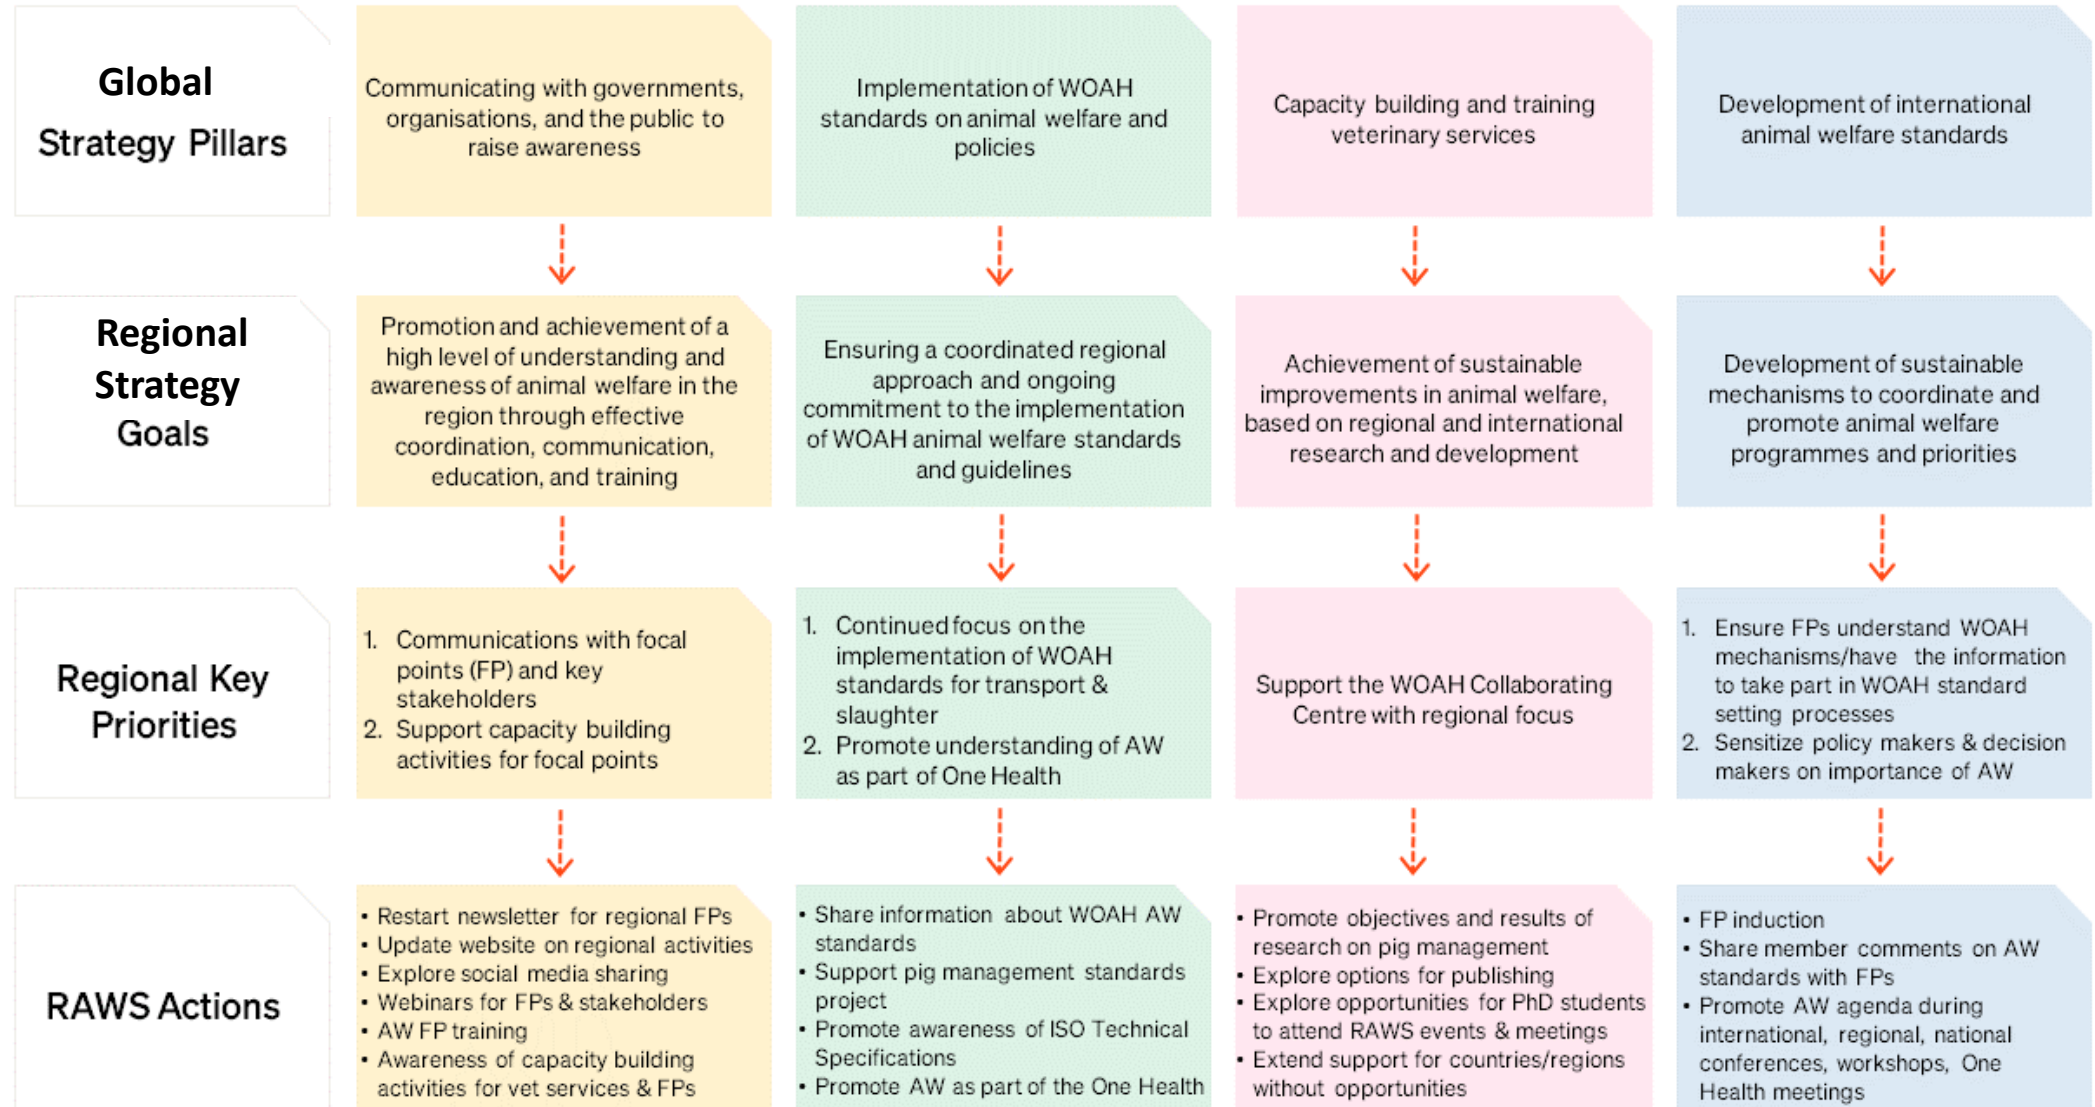 Global
Strategy Pillars
Communicating with governments,
organisations, and the public to
raise awareness
Implementation of WOAH
standards on animal welfare and
policies
Capacity building and training
veterinary services
Development of international
animal welfare standards
Regional
Strategy
Goals
Promotion and achievement of a
high level of understanding and
awareness of animal welfare in the
region through effective
coordination, communication,
education, and training
Ensuring a coordinated regional
approach and ongoing
commitment to the implementation
of WOAH animal welfare standards
and guidelines
Achievement of sustainable
improvements in animal welfare,
based on regional and international
research and development
Development of sustainable
mechanisms to coordinate and
promote animal welfare
programmes and priorities
Regional Key
Priorities
1. Communications with focal
points (FP) and key
stakeholders
2. Support capacity building
activities for focal points
1. Continued focus on the
implementation of WOAH
standards for transport &
slaughter
2. Promote understanding of AW
as part of One Health
Support the WOAH Collaborating
Centre with regional focus
1. Ensure FPs understand WOAH
mechanisms/have the information
to take part in WOAH standard
setting processes
2. Sensitize policy makers & decision
makers on importance of AW
RAWS Actions
• Restart newsletter for regional FPs
• Update website on regional activities
• Explore social media sharing
• Webinars for FPs & stakeholders
• AW FP training
• Awareness of capacity building
activities for vet services & FPs
• Share information about WOAH AW
standards
• Support pig management standards
project
• Promote awareness of ISO Technical
Specifications
• Promote AW as part of the One Health
• Promote objectives and results of
research on pig management
• Explore options for publishing
• Explore opportunities for PhD students
to attend RAWS events & meetings
• Extend support for countries/regions
without opportunities
• FP induction
• Share member comments on AW
standards with FPs
• Promote AW agenda during
international, regional, national
conferences, workshops, One
Health meetings